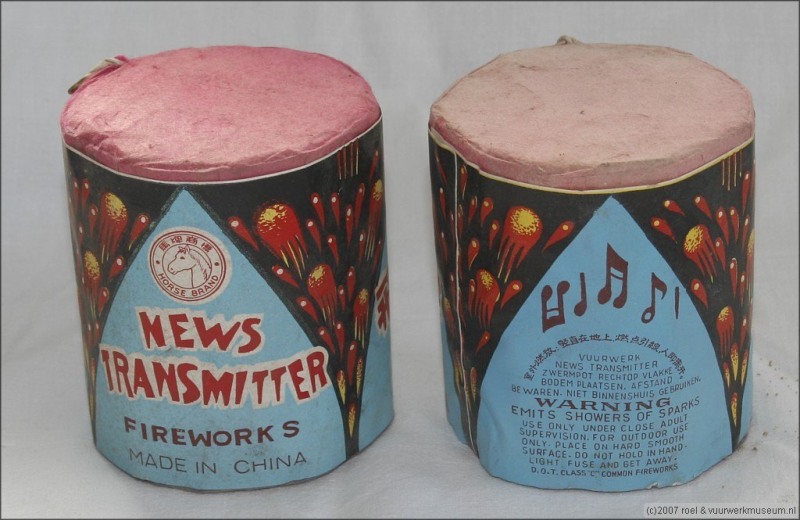 HORSE BRAND
NEWS
TRANSMITTER
FIREWORKS
MADE IN CHINA
VUURWERK
NEWS TRANSMITTER
ZWERMPOT RECHTOP VLAKKE
BODEM PLAATSEN. AFSTAND
BEWAREN. NIET BINNENSHUIS GEBRUIKEN.
WARNING
EMITS SHOWERS OF SPARKS
USE ONLY UNDER CLOSE ADULT
SUPERVISION. FOR OUTDOOR USE
ONLY. PLACE ON HARD SMOOTH
SURFACE. DO NOT HOLD IN HAND.
LIGHT FUSE AND GET AWAY.
D.O.T. CLASS "C" COMMON FIREWORKS
(c)2007 roel & vuurwerkmuseum.nl